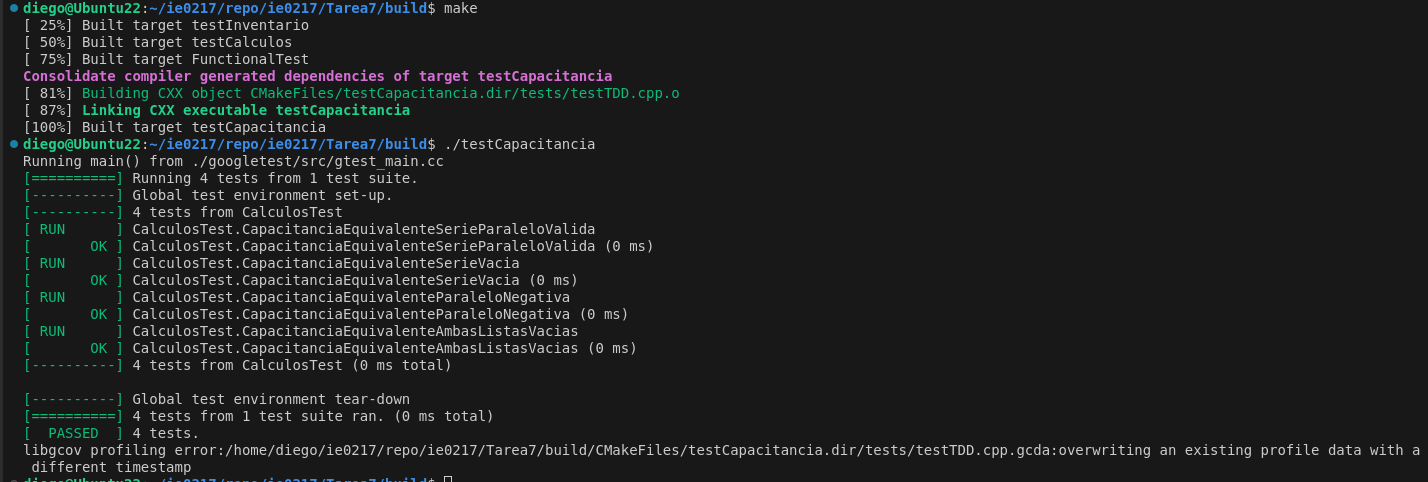 diego@Ubuntu22:~/ie0217/repo/ie0217/Tarea7/build$ make
[ 25%] Built target testInventario
[ 50%] Built target testCalculos
[ 75%] Built target FunctionalTest
Consolidate compiler generated dependencies of target testCapacitancia
[ 81%] Building CXX object CMakeFiles/testCapacitancia.dir/tests/testTDD.cpp.o
[ 87%] Linking CXX executable testCapacitancia
[100%] Built target testCapacitancia
diego@Ubuntu22:~/ie0217/repo/ie0217/Tarea7/build$ ./testCapacitancia
Running main() from ./googletest/src/gtest_main.cc
[==========] Running 4 tests from 1 test suite.
[----------] Global test environment set-up.
[----------] 4 tests from CalculosTest
[ RUN      ] CalculosTest.CapacitanciaEquivalenteSerieParaleloValida
[       OK ] CalculosTest.CapacitanciaEquivalenteSerieParaleloValida (0 ms)
[ RUN      ] CalculosTest.CapacitanciaEquivalenteSerieVacia
[       OK ] CalculosTest.CapacitanciaEquivalenteSerieVacia (0 ms)
[ RUN      ] CalculosTest.CapacitanciaEquivalenteParaleloNegativa
[       OK ] CalculosTest.CapacitanciaEquivalenteParaleloNegativa (0 ms)
[ RUN      ] CalculosTest.CapacitanciaEquivalenteAmbasListasVacias
[       OK ] CalculosTest.CapacitanciaEquivalenteAmbasListasVacias (0 ms)
[----------] 4 tests from CalculosTest (0 ms total)
[----------] Global test environment tear-down
[==========] 4 tests from 1 test suite ran. (0 ms total)
[  PASSED  ] 4 tests.
libgcov profiling error:/home/diego/ie0217/repo/ie0217/Tarea7/build/CMakeFiles/testCapacitancia.dir/tests/testTDD.cpp.gcda:overwriting an existing profile data with a
different timestamp
diego@Ubuntu22:~/ie0217/repo/ie0217/Tarea7/build$